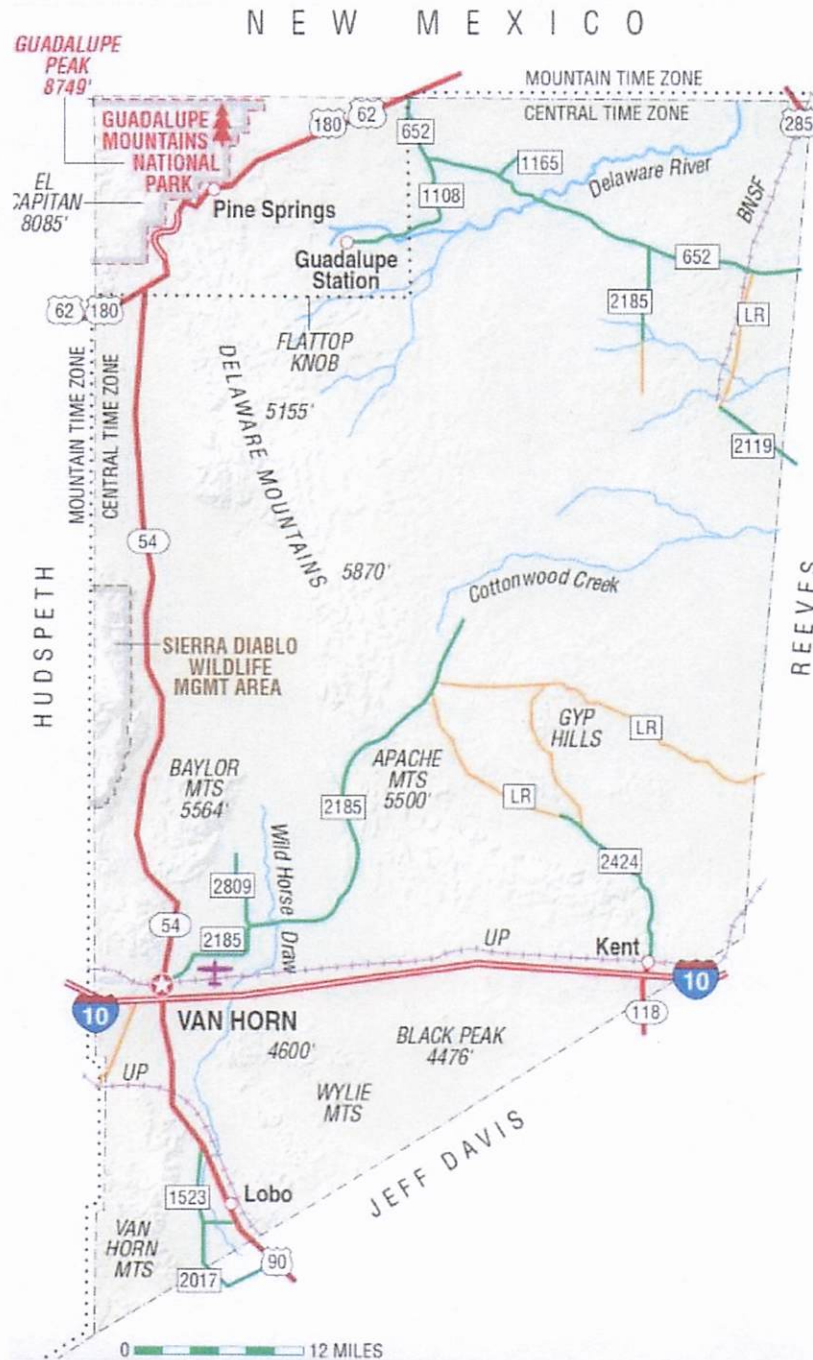 NEW MEXICO
GUADALUPE
PEAK
8749'
MOUNTAIN TIME ZONE
CENTRAL TIME ZONE
GUADALUPE
MOUNTAINS
NATIONAL
PARK
180
62
652
285
1165
Delaware River
BNSF
EL
CAPITAN
8085'
Pine Springs
1108
Guadalupe
Station
652
2185
LR
62
180
FLATTOP
KNOB
MOUNTAIN TIME ZONE
CENTRAL TIME ZONE
DELAWARE MOUNTAINS
5155'
2119
54
5870'
Cottonwood Creek
HUDSPETH
REEVES
SIERRA DIABLO
WILDLIFE
MGMT AREA
GYP
HILLS
LR
BAYLOR
MTS
5564'
APACHE
MTS
5500'
2185
LR
Wild Horse Draw
2424
2809
54
2185
UP
Kent
10
10
VAN HORN
118
4600'
BLACK PEAK
4476'
UP
WYLIE
MTS
JEFF DAVIS
1523
Lobo
VAN
HORN
MTS
90
2017
0
12 MILES